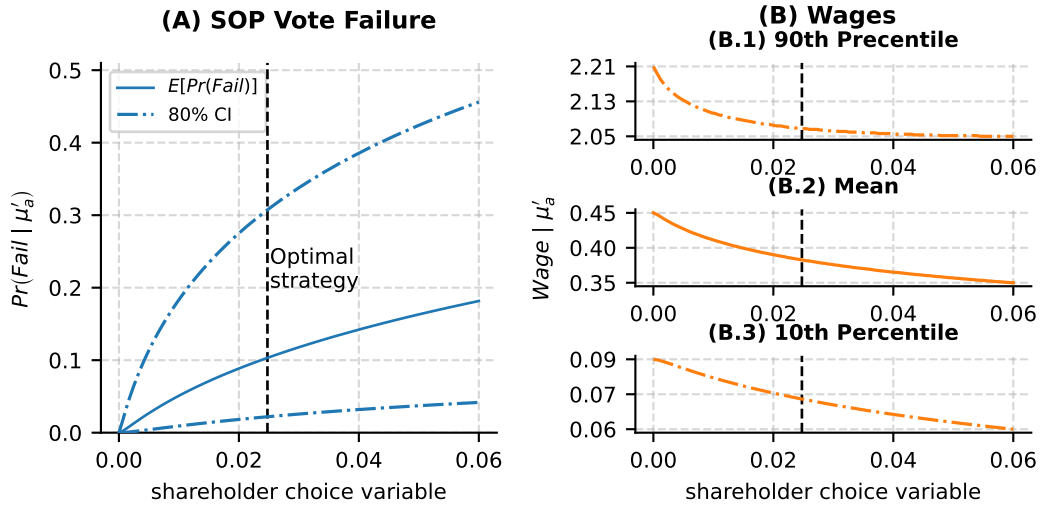 (A) SOP Vote Failure
0.5
0.4
0.3
0.2
0.1
0.0
Pr(Fail | μ′a)
E[Pr(Fail)]
80% CI
Optimal
strategy
0.00 0.02 0.04 0.06
shareholder choice variable
(B) Wages
(B.1) 90th Precentile
2.21
2.13
2.05
0.00 0.02 0.04 0.06
(B.2) Mean
Wage | μ′a
0.45
0.40
0.35
0.00 0.02 0.04 0.06
(B.3) 10th Percentile
0.09
0.07
0.06
0.00 0.02 0.04 0.06
shareholder choice variable